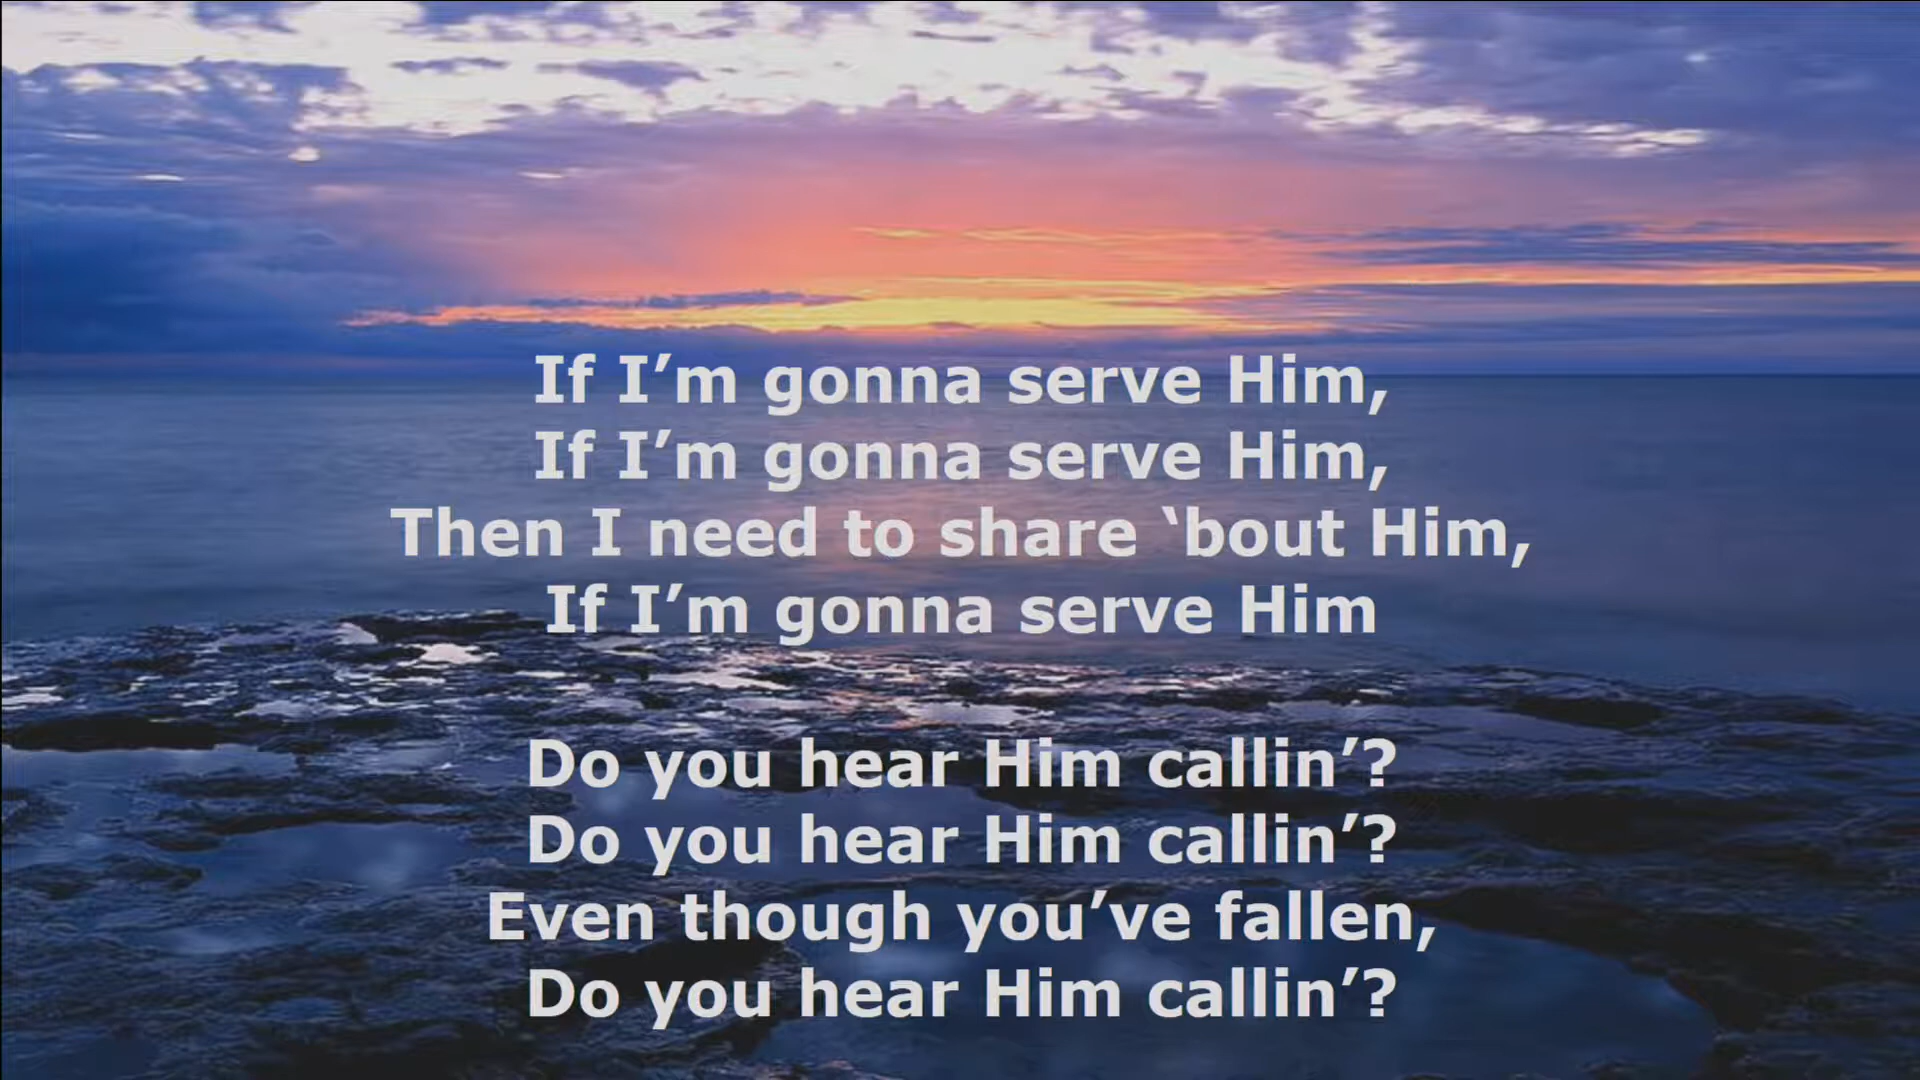 If I’m gonna serve Him,
If I’m gonna serve Him,
Then I need to share ‘bout Him,
If I’m gonna serve Him
Do you hear Him callin’?
Do you hear Him callin’?
Even though you’ve fallen,
Do you hear Him callin’?